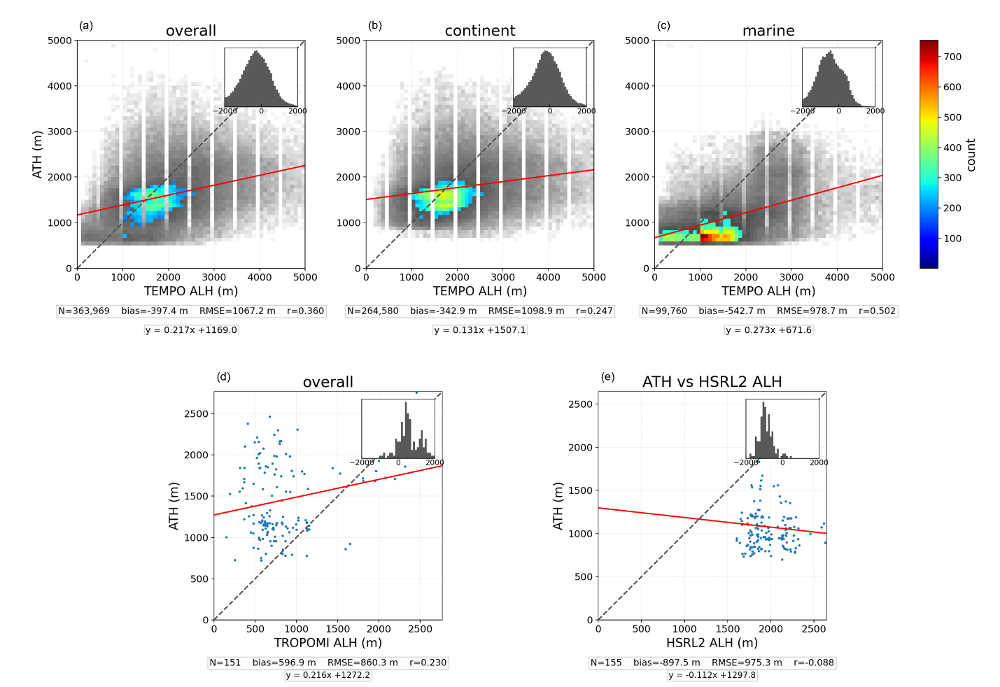 (a) overall
(b) continent
(c) marine
5000
4000
3000
2000
1000
0
ATH (m)
−2000 0 2000
0 1000 2000 3000 4000 5000
TEMPO ALH (m)
N=363,969 bias=-397.4 m RMSE=1067.2 m r=0.360
y = 0.217x +1169.0
5000
4000
3000
2000
1000
0
−2000 0 2000
0 1000 2000 3000 4000 5000
TEMPO ALH (m)
N=264,580 bias=-342.9 m RMSE=1098.9 m r=0.247
y = 0.131x +1507.1
5000
4000
3000
2000
1000
0
−2000 0 2000
0 1000 2000 3000 4000 5000
TEMPO ALH (m)
N=99,760 bias=-542.7 m RMSE=978.7 m r=0.502
y = 0.273x +671.6
700
600
500
400
300
200
100
count
(d) overall
2500
2000
1500
1000
500
0
ATH (m)
−2000 0 2000
0 500 1000 1500 2000 2500
TROPOMI ALH (m)
N=151 bias=596.9 m RMSE=860.3 m r=0.230
y = 0.216x +1272.2
(e) ATH vs HSRL2 ALH
2500
2000
1500
1000
500
0
ATH (m)
−2000 0 2000
0 500 1000 1500 2000 2500
HSRL2 ALH (m)
N=155 bias=-897.5 m RMSE=975.3 m r=-0.088
y = -0.112x +1297.8